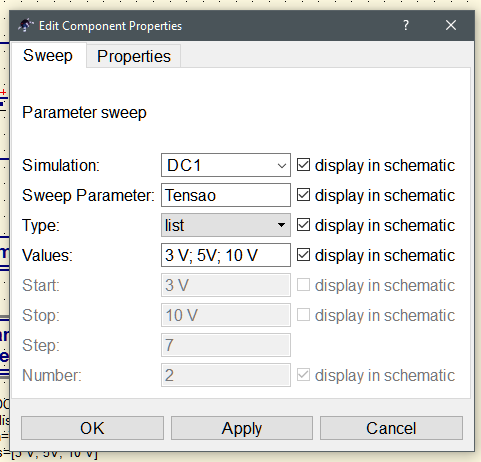 Edit Component Properties
Sweep Properties
Parameter sweep
Simulation: DC1 display in schematic
Sweep Parameter: Tensao display in schematic
Type: list display in schematic
Values: 3 V; 5V; 10 V display in schematic
Start: 3 V display in schematic
Stop: 10 V display in schematic
Step: 7
Number: 2 display in schematic
OK Apply Cancel